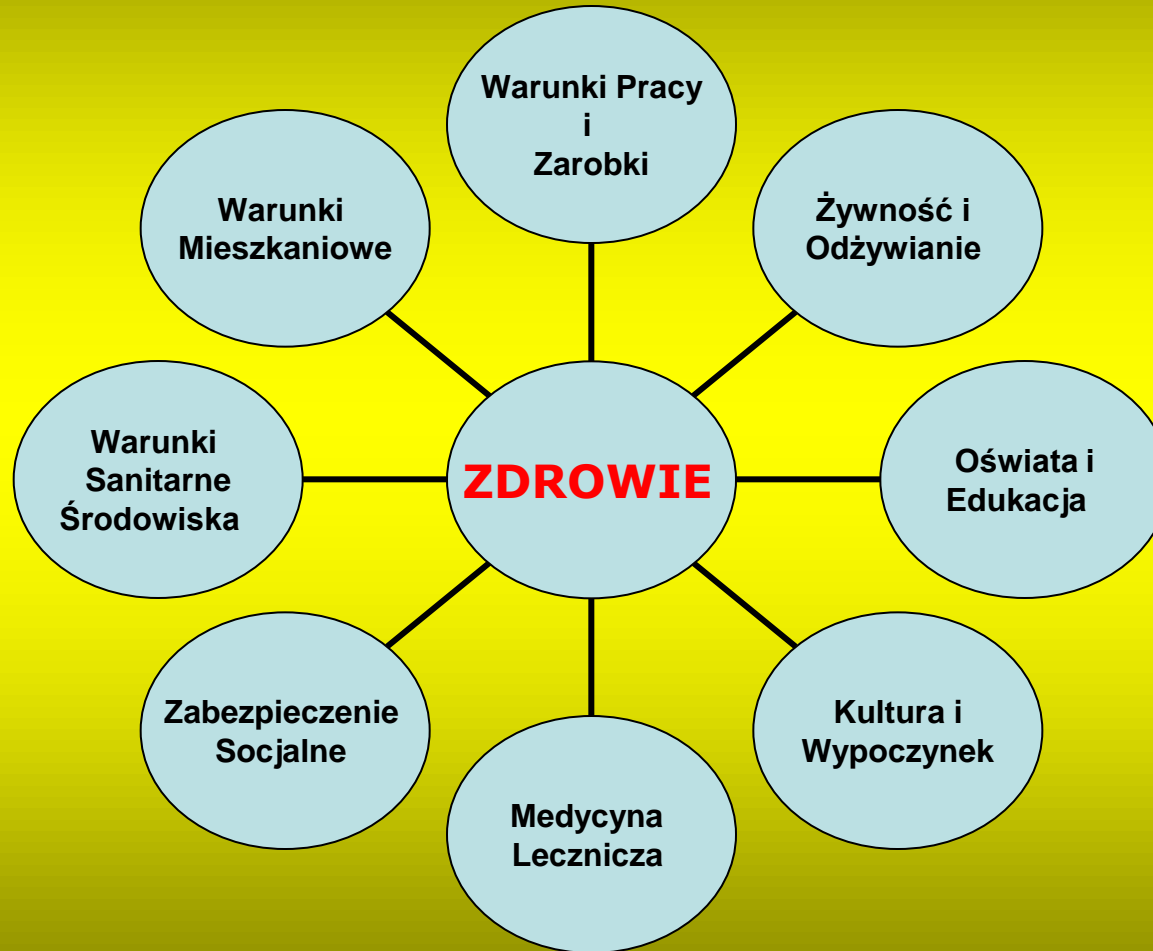 Warunki Pracy
i
Zarobki
Warunki
Mieszkaniowe
Żywność i
Odżywianie
Warunki
Sanitarne
Środowiska
ZDROWIE
Oświata i
Edukacja
Zabezpieczenie
Socjalne
Kultura i
Wypoczynek
Medycyna
Lecznicza